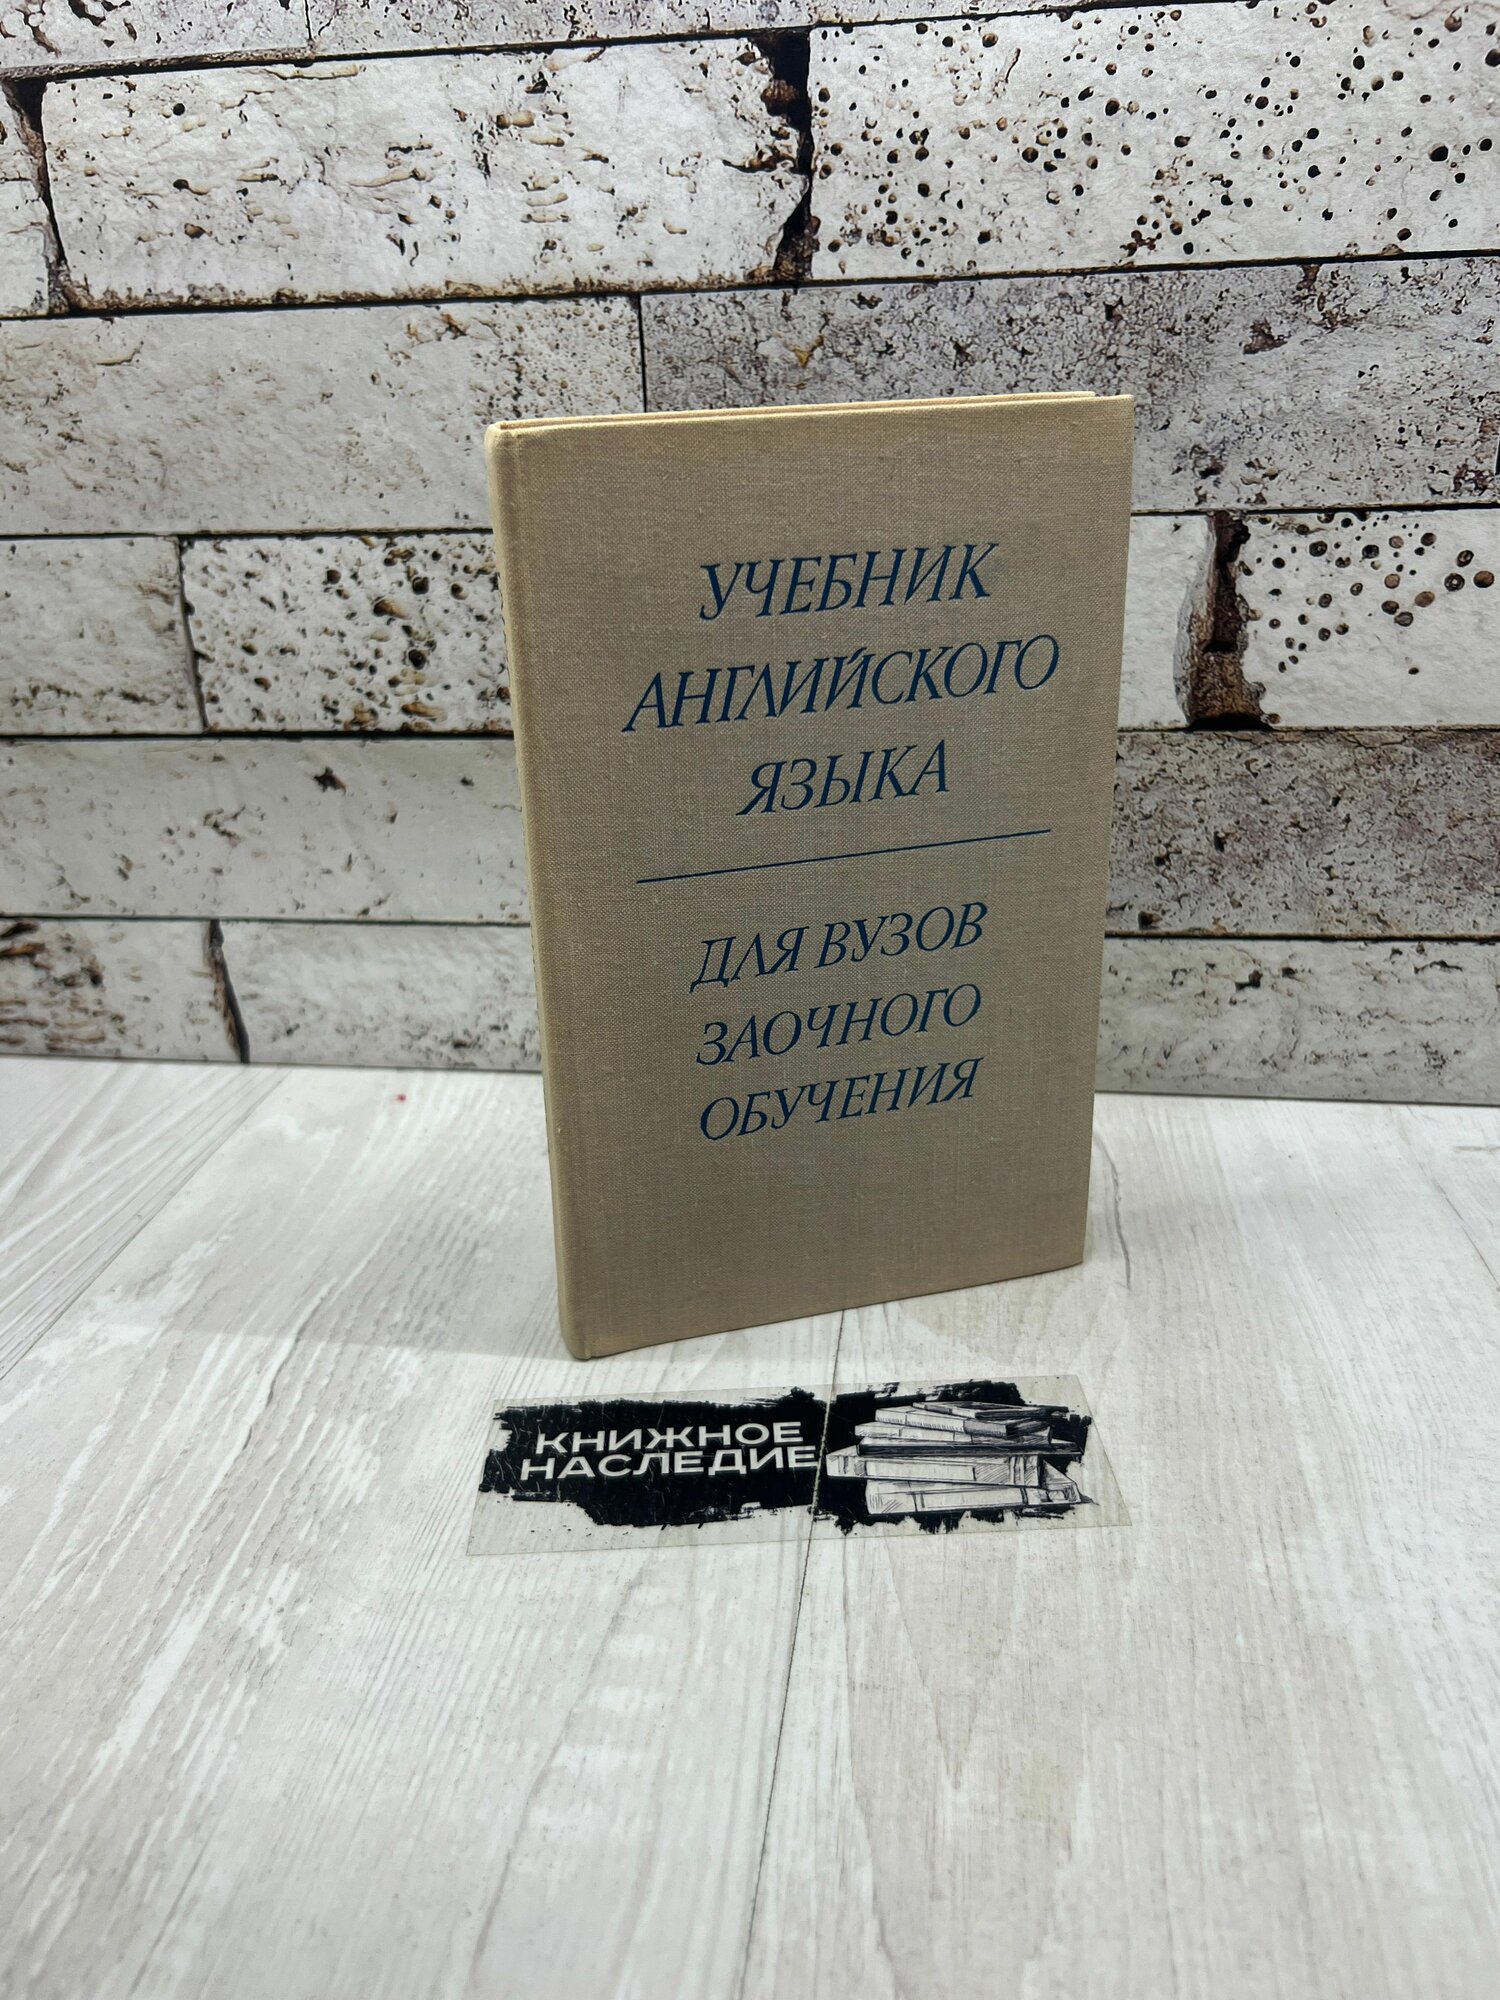 УЧЕБНИК
АНГЛИЙСКОГО
ЯЗЫКА
ДЛЯ ВУЗОВ
ЗАОЧНОГО
ОБУЧЕНИЯ
КНИЖНОЕ
НАСЛЕДИЕ